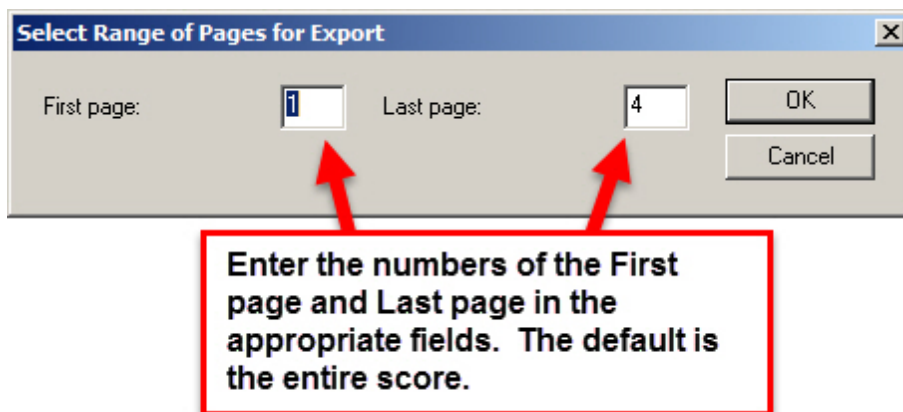 Select Range of Pages for Export
First page: 1 Last page: 4 OK
Cancel
Enter the numbers of the First
page and Last page in the
appropriate fields.  The default is
the entire score.